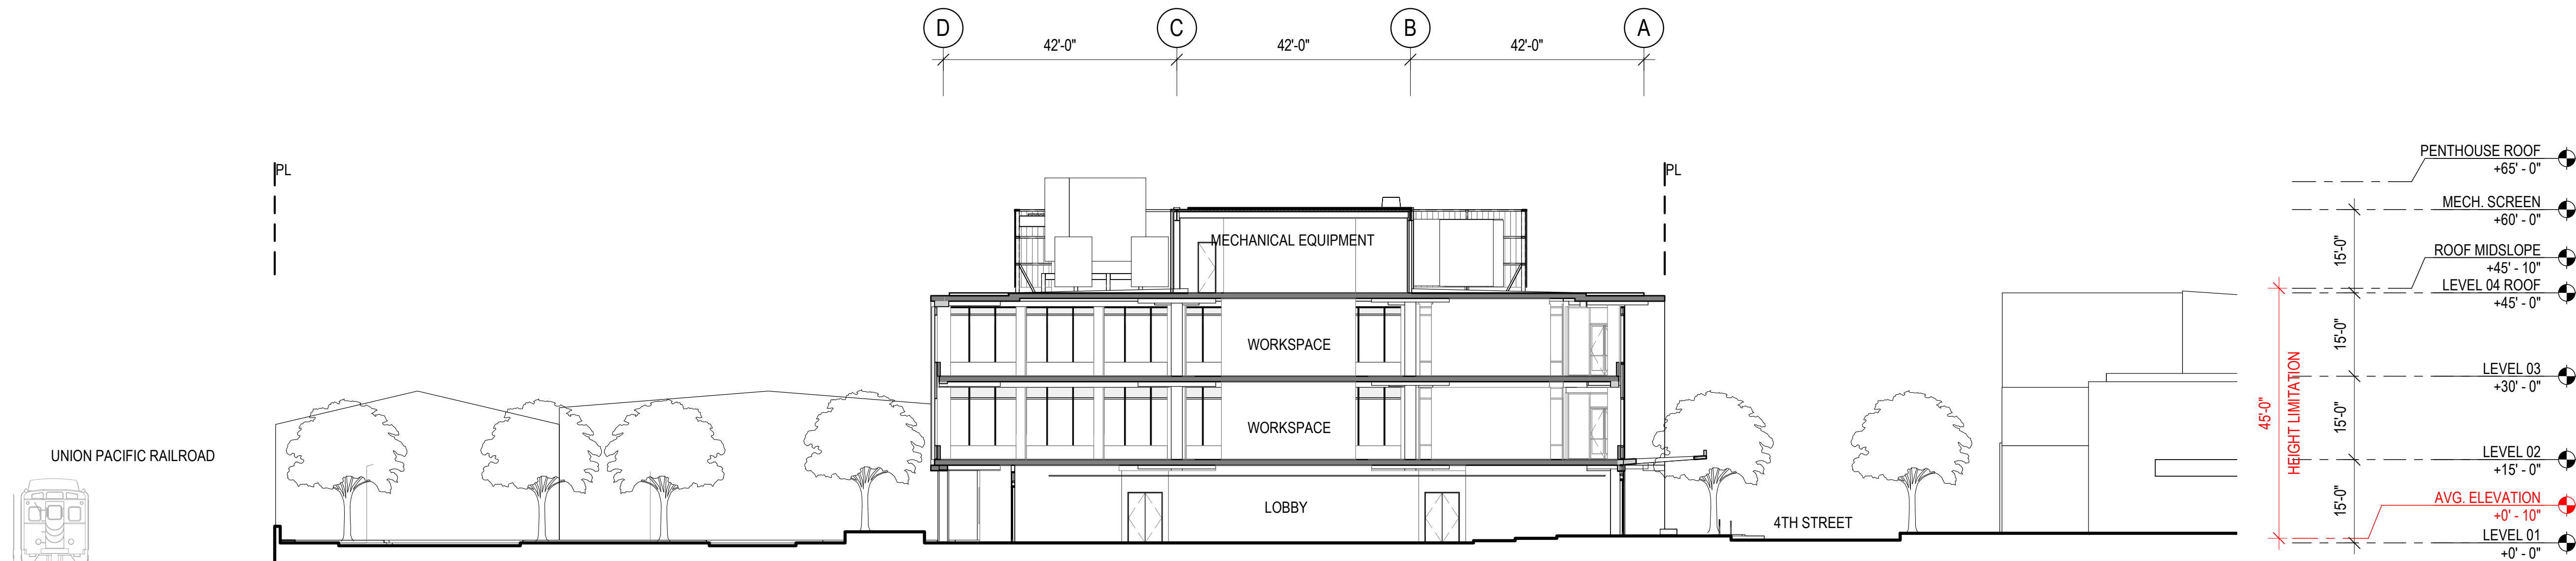 D
C
B
A
42'-0"
42'-0"
42'-0"
PL
PL
PENTHOUSE ROOF
+65' - 0"
MECH. SCREEN
+60' - 0"
MECHANICAL EQUIPMENT
15'-0"
ROOF MIDSLOPE
+45' - 10"
LEVEL 04 ROOF
+45' - 0"
WORKSPACE
15'-0"
LEVEL 03
+30' - 0"
45'-0"
HEIGHT LIMITATION
WORKSPACE
15'-0"
UNION PACIFIC RAILROAD
LEVEL 02
+15' - 0"
LOBBY
4TH STREET
15'-0"
AVG. ELEVATION
+0' - 10"
LEVEL 01
+0' - 0"